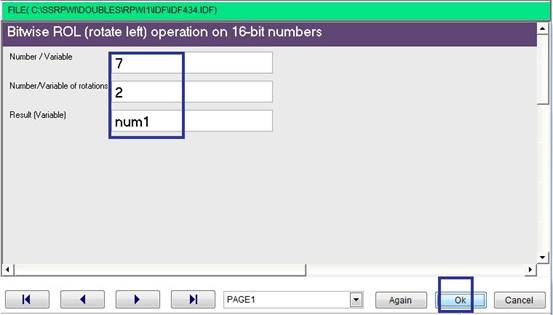 FILE( C:\SSRPWI\DOUBLES\RPWI1\IDF\IDF434.IDF)
Bitwise ROL (rotate left) operation on 16-bit numbers
Number / Variable
7
Number/Variable of rotations
2
Result (Variable)
num1
PAGE1
Again
Ok
Cancel